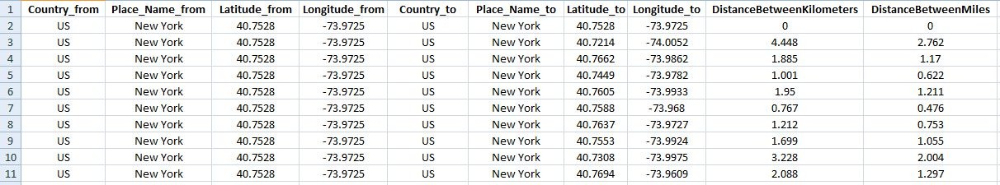 1 Country_from Place_Name_from Latitude_from Longitude_from Country_to Place_Name_to Latitude_to Longitude_to DistanceBetweenKilometers DistanceBetweenMiles
2 US New York 40.7528 -73.9725 US New York 40.7528 -73.9725 0 0
3 US New York 40.7528 -73.9725 US New York 40.7214 -74.0052 4.448 2.762
4 US New York 40.7528 -73.9725 US New York 40.7662 -73.9862 1.885 1.17
5 US New York 40.7528 -73.9725 US New York 40.7449 -73.9782 1.001 0.622
6 US New York 40.7528 -73.9725 US New York 40.7605 -73.9933 1.95 1.211
7 US New York 40.7528 -73.9725 US New York 40.7588 -73.968 0.767 0.476
8 US New York 40.7528 -73.9725 US New York 40.7637 -73.9727 1.212 0.753
9 US New York 40.7528 -73.9725 US New York 40.7553 -73.9924 1.699 1.055
10 US New York 40.7528 -73.9725 US New York 40.7308 -73.9975 3.228 2.004
11 US New York 40.7528 -73.9725 US New York 40.7694 -73.9609 2.088 1.297